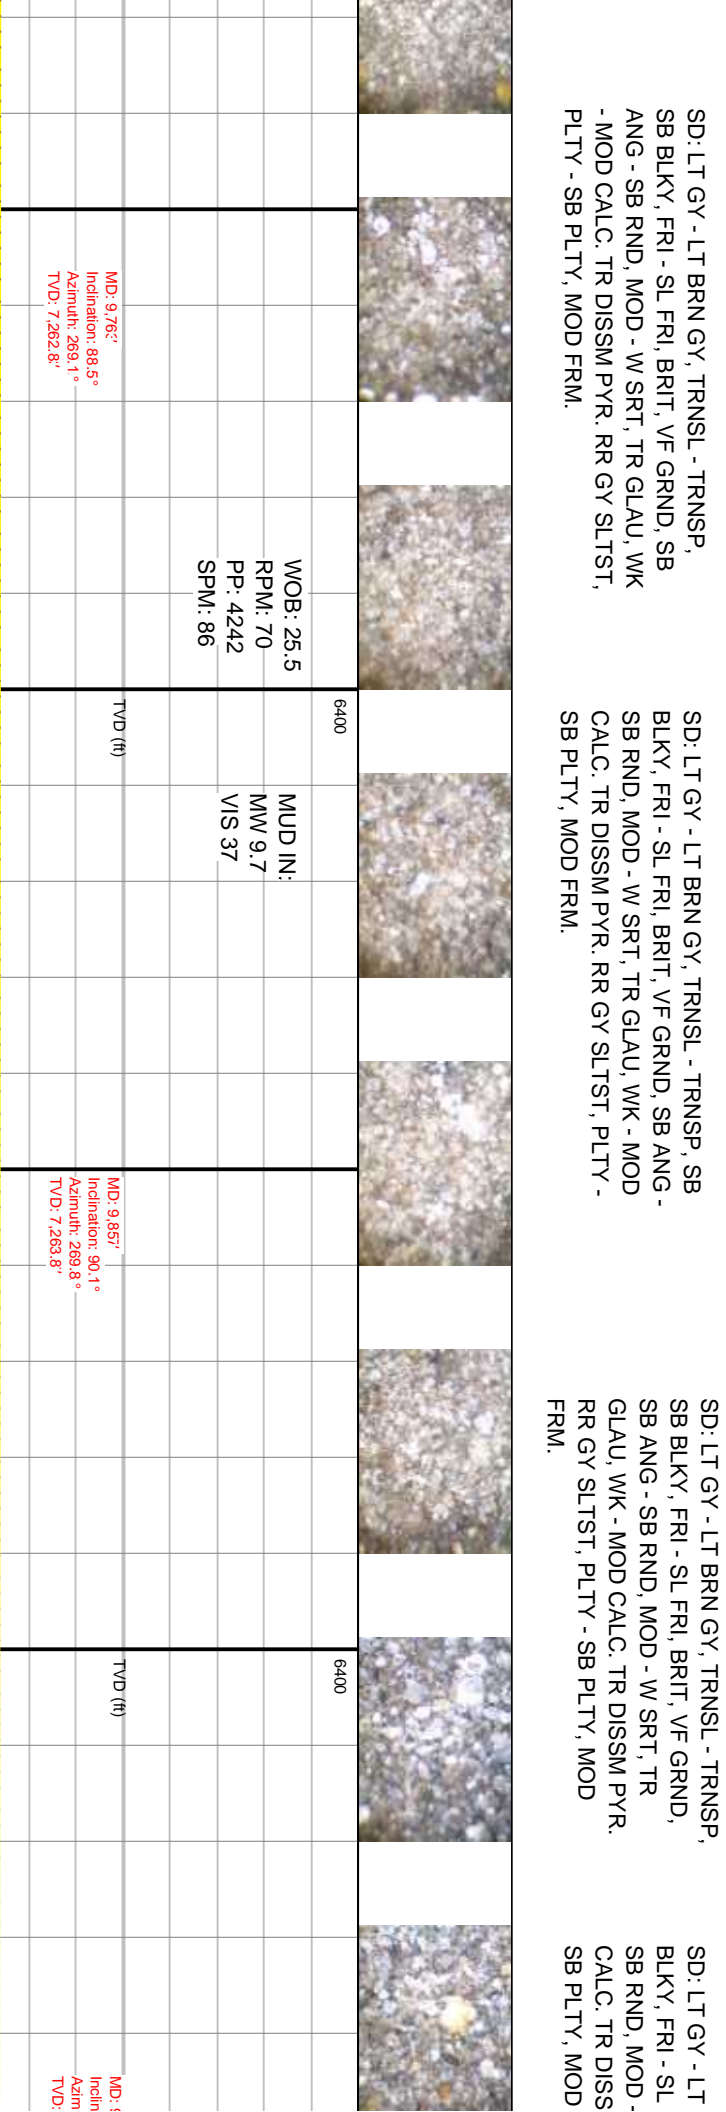 SD: LT GY - LT BRN GY, TRNSL - TRNSP,
SB BLKY, FRI - SL FRI, BRIT, VF GRND, SB
ANG - SB RND, MOD - W SRT, TR GLAU, WK
- MOD CALC. TR DISSM PYR. RR GY SLTST,
PLTY - SB PLTY, MOD FRM.
SD: LT GY - LT BRN GY, TRNSL - TRNSP, SB
BLKY, FRI - SL FRI, BRIT, VF GRND, SB ANG -
SB RND, MOD - W SRT, TR GLAU, WK - MOD
CALC. TR DISSM PYR. RR GY SLTST, PLTY -
SB PLTY, MOD FRM.
SD: LT GY - LT BRN GY, TRNSL - TRNSP,
SB BLKY, FRI - SL FRI, BRIT, VF GRND,
SB ANG - SB RND, MOD - W SRT, TR
GLAU, WK - MOD CALC. TR DISSM PYR.
RR GY SLTST, PLTY - SB PLTY, MOD
FRM.
SD: LT GY - LT
BLKY, FRI - SL
SB RND, MOD -
CALC. TR DISS
SB PLTY, MOD
MD:
Inclination: 88.5°
Azimuth: 269.1°
TVD: 7,262.8'
WOB: 25.5
RPM: 70
PP: 4242
SPM: 86
6400
TVD (ft)
MUD IN:
MW 9.7
VIS 37
MD: 9,857'
Inclination: 90.1°
Azimuth: 269.8°
TVD: 7,263.8'
6400
TVD (ft)
MD:
Inclin
Azim
TVD: